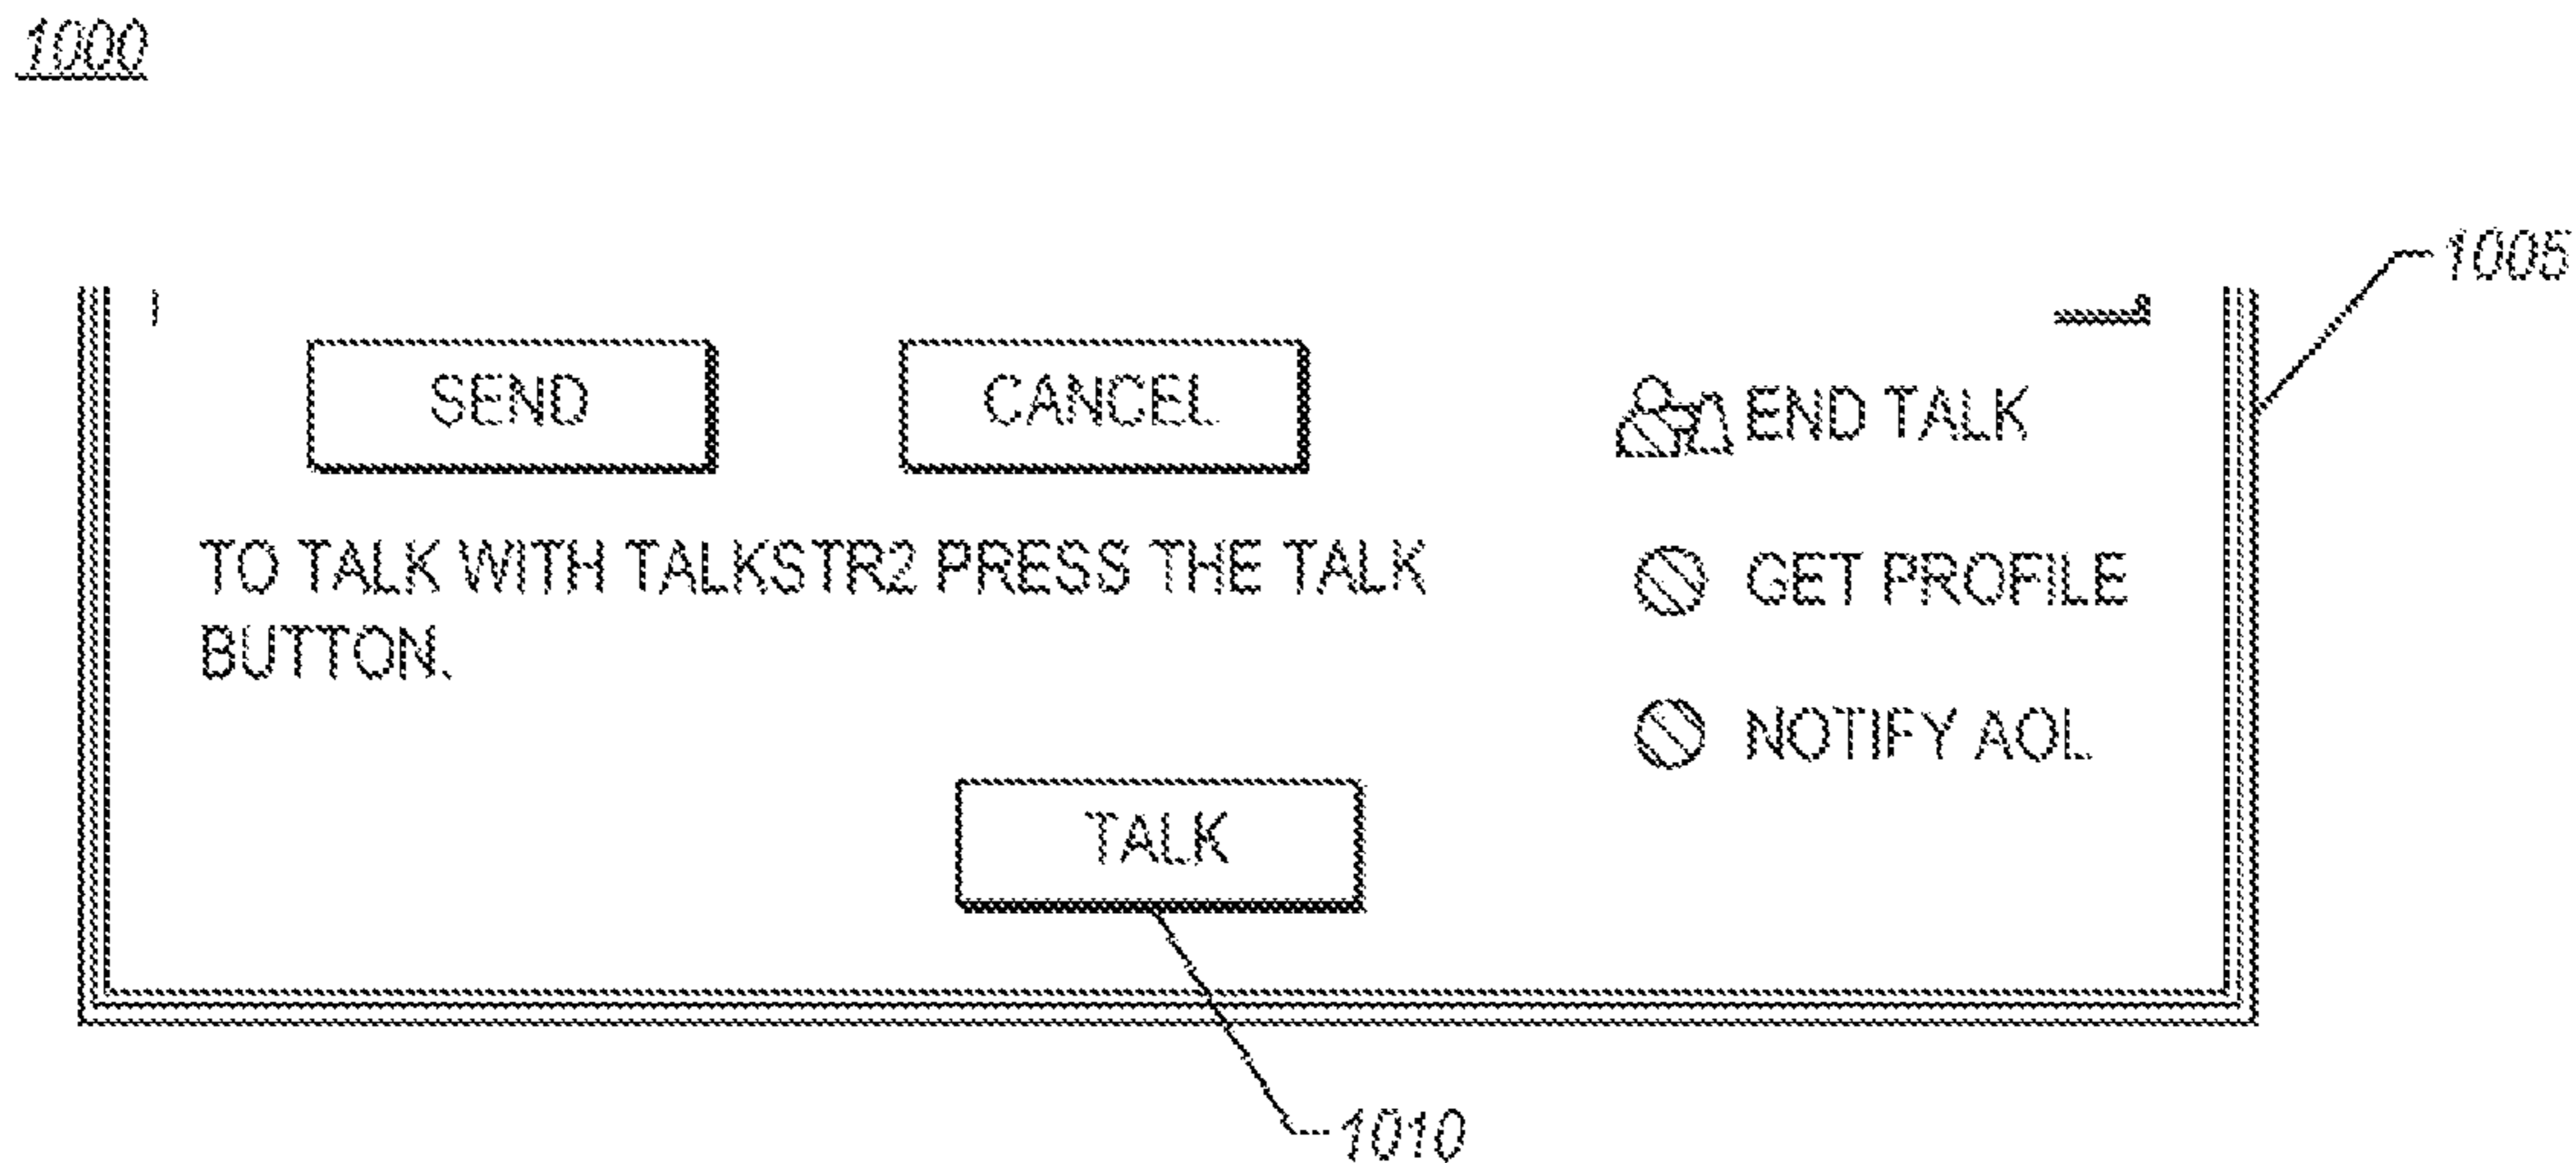 1000
1005
SEND CANCEL END TALK
TO TALK WITH TALKSTR2 PRESS THE TALK
BUTTON.
GET PROFILE
NOTIFY AOL
TALK
1010